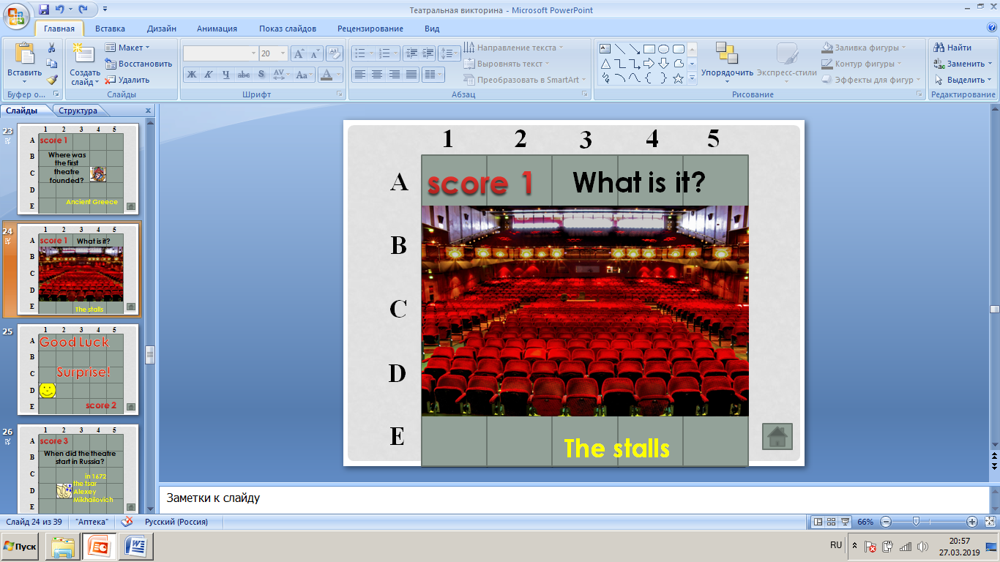 Театральная викторина - Microsoft PowerPoint
Главная
Вставка
Дизайн
Анимация
Показ слайдов
Рецензирование
Вид
Вставить
Буфер о...
Создать слайд
Макет
Восстановить
Удалить
Слайды
20
Ж К Ч abc S AV Aa А
Шрифт
Направление текста
Выровнять текст
Преобразовать в SmartArt
Абзац
Упорядочить
Экспресс-стили
Заливка фигуры
Контур фигуры
Эффекты для фигур
Рисование
Найти
Заменить
Выделить
Редактирование
Слайды
Структура
23
1 2 3 4 5
A score 1
B Where was
the first
C theatre
founded?
D
E Ancient Greece
24
1 2 3 4 5
A score 1 What is it?
B
C
D
E The stalls
25
1 2 3 4 5
A Good Luck
B
C Surprise!
D
E score 2
26
1 2 3 4 5
A score 3
B When did the theatre
start in Russia?
C in 1672
the tsar
D Alexey
Mikhailovich
E
1 2 3 4 5
A score 1 What is it?
B
C
D
E The stalls
Заметки к слайду
Слайд 24 из 39
"Аптека"
Русский (Россия)
66%
Пуск
RU
20:57
27.03.2019